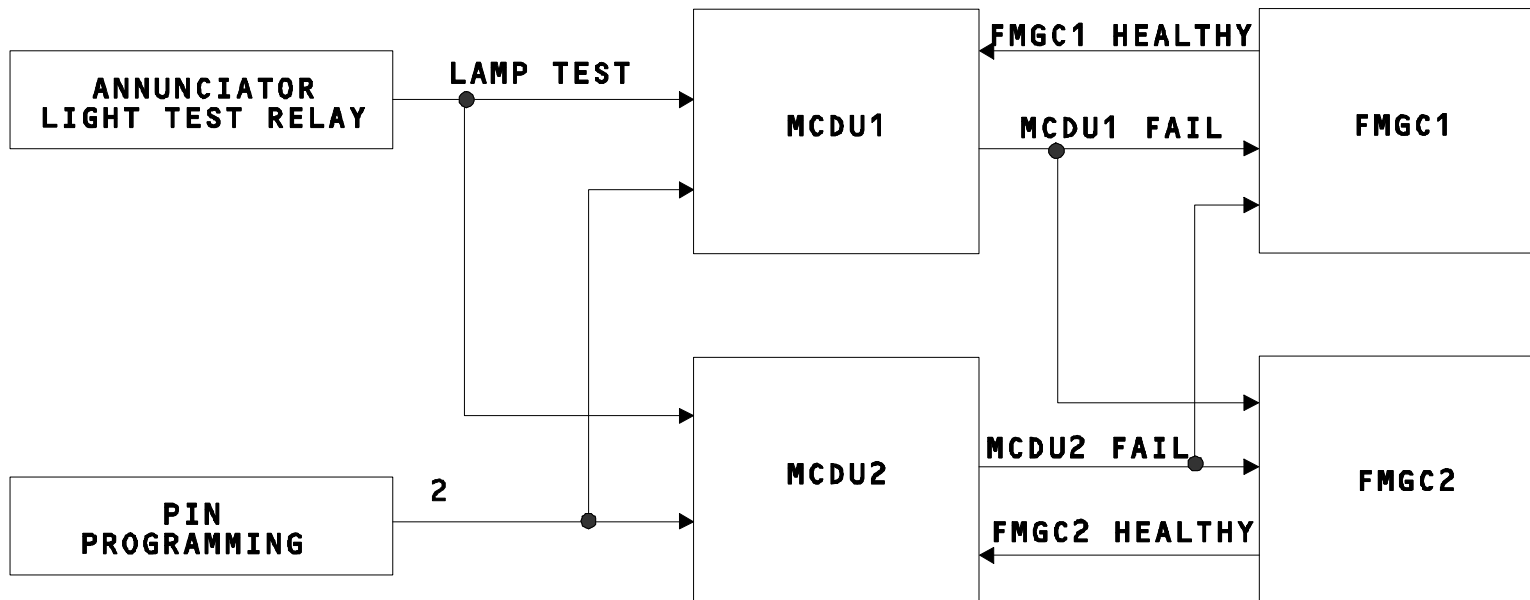 FMGC1 HEALTHY
ANNUNCIATOR
LIGHT TEST RELAY
LAMP TEST
MCDU1
MCDU1 FAIL
FMGC1
MCDU2 FAIL
MCDU2
FMGC2
2
PIN
PROGRAMMING
FMGC2 HEALTHY